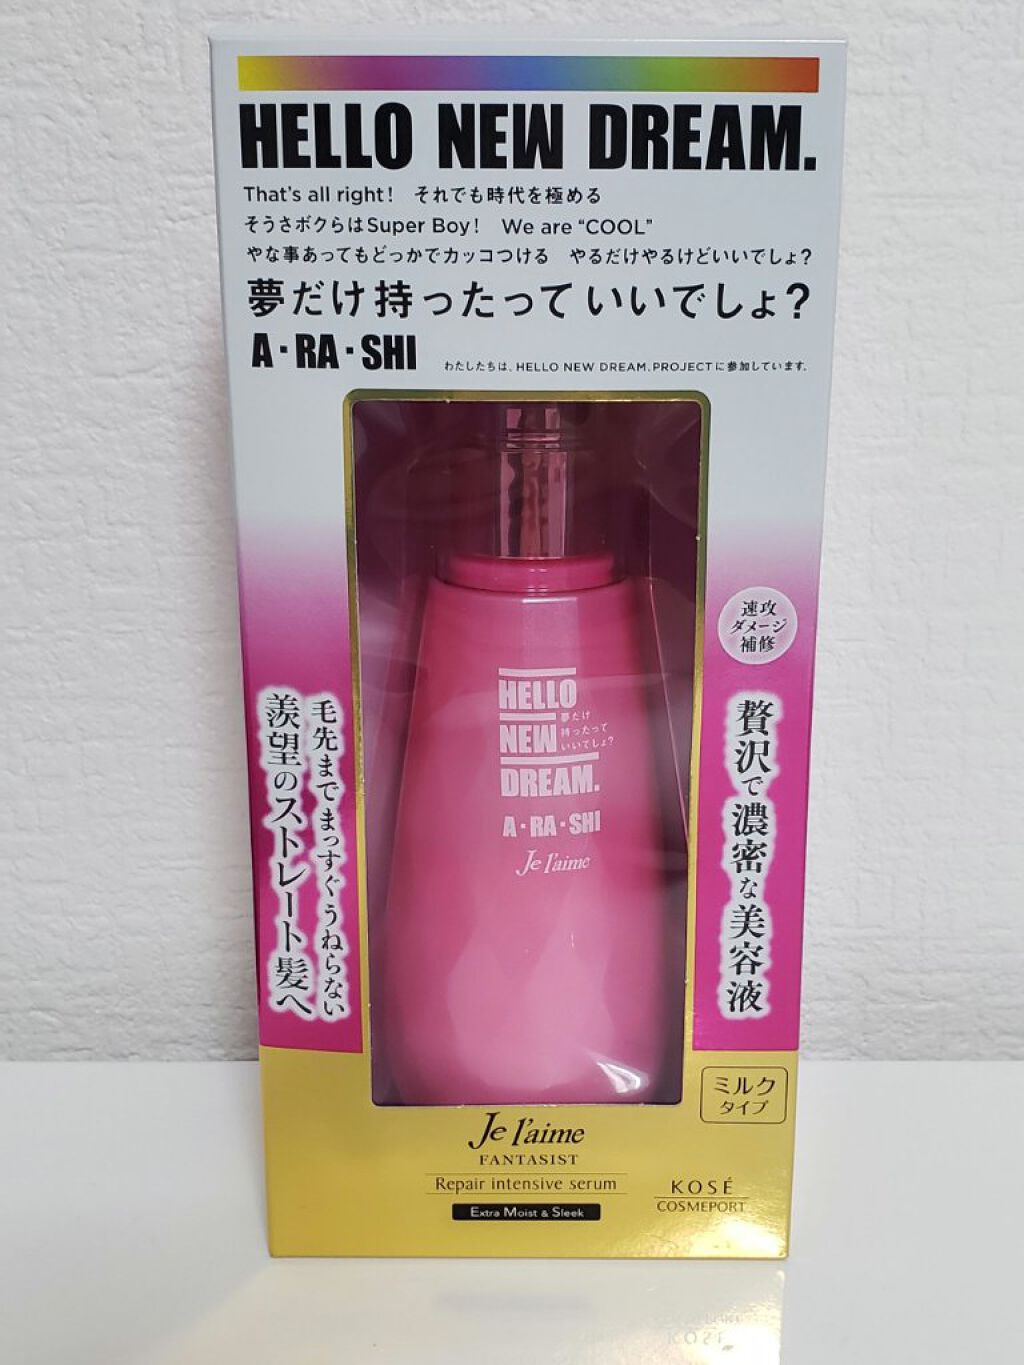 HELLO NEW DREAM.
That's all right! それでも時代を極める
そうさボクらはSuper Boy! We are "COOL"
やな事あってもどっかでカッコつける やるだけやるけどいいでしょ?
夢だけ持ったっていいでしょ?
A・RA・SHI
わたしたちは、HELLO NEW DREAM. PROJECTに参加しています。
速攻
ダメージ
補修
贅沢で濃密な美容液
毛先までまっすぐうねらない
羨望のストレート髪へ
HELLO
NEW
夢だけ
持ったって
いいでしょ?
DREAM.
A・RA・SHI
Je l'aime
ミルク
タイプ
Je l'aime
FANTASIST
Repair intensive serum
Extra Moist & Sleek
KOSÉ
COSMEPORT